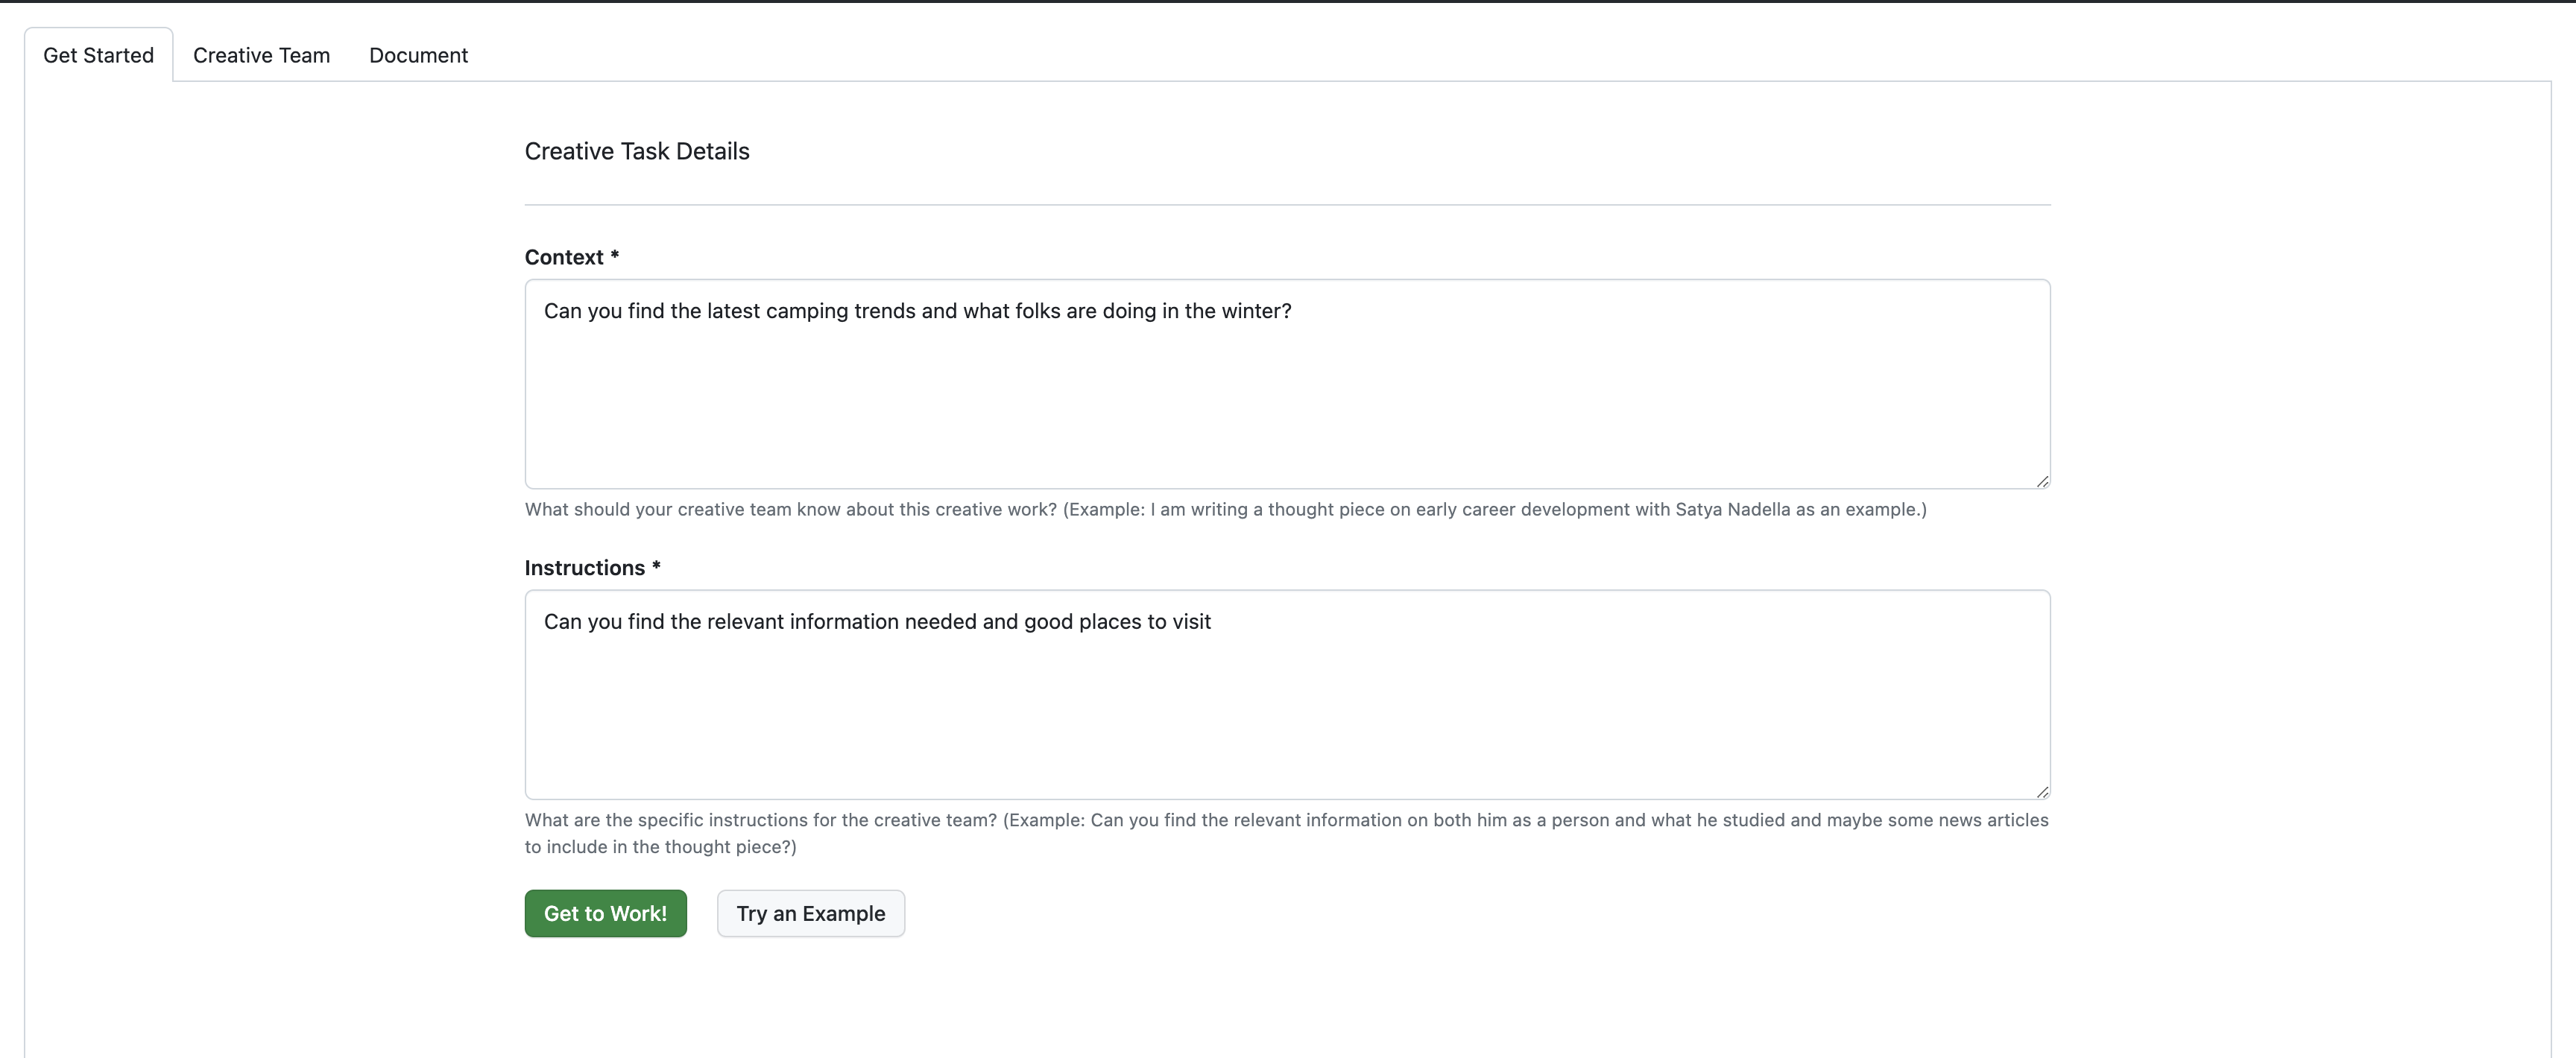 Get Started Creative Team Document
Creative Task Details
Context *
Can you find the latest camping trends and what folks are doing in the winter?
What should your creative team know about this creative work? (Example: I am writing a thought piece on early career development with Satya Nadella as an example.)
Instructions *
Can you find the relevant information needed and good places to visit
What are the specific instructions for the creative team? (Example: Can you find the relevant information on both him as a person and what he studied and maybe some news articles
to include in the thought piece?)
Get to Work! Try an Example